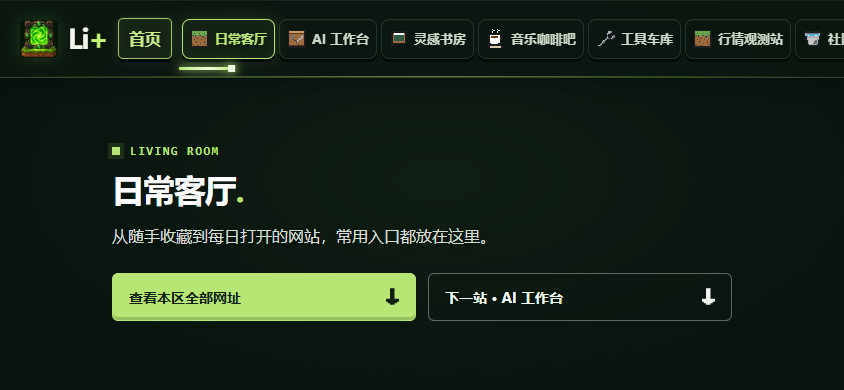 Li+ 首页 日常客厅 AI 工作台 灵感书房 音乐咖啡吧 工具车库 行情观测站
LIVING ROOM
日常客厅.
从随手收藏到每日打开的网站，常用入口都放在这里。
查看本区全部网址 下一站 • AI 工作台